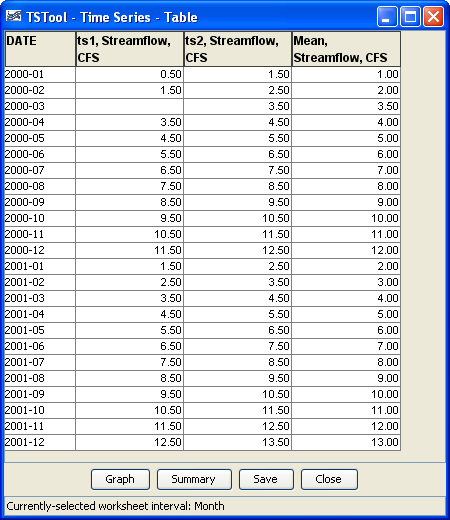 TSTool - Time Series - Table
DATE ts1, Streamflow, CFS ts2, Streamflow, CFS Mean, Streamflow, CFS
2000-01 0.50 1.50 1.00
2000-02 1.50 2.50 2.00
2000-03 3.50 3.50
2000-04 3.50 4.50 4.00
2000-05 4.50 5.50 5.00
2000-06 5.50 6.50 6.00
2000-07 6.50 7.50 7.00
2000-08 7.50 8.50 8.00
2000-09 8.50 9.50 9.00
2000-10 9.50 10.50 10.00
2000-11 10.50 11.50 11.00
2000-12 11.50 12.50 12.00
2001-01 1.50 2.50 2.00
2001-02 2.50 3.50 3.00
2001-03 3.50 4.50 4.00
2001-04 4.50 5.50 5.00
2001-05 5.50 6.50 6.00
2001-06 6.50 7.50 7.00
2001-07 7.50 8.50 8.00
2001-08 8.50 9.50 9.00
2001-09 9.50 10.50 10.00
2001-10 10.50 11.50 11.00
2001-11 11.50 12.50 12.00
2001-12 12.50 13.50 13.00
Graph Summary Save Close
Currently-selected worksheet interval: Month